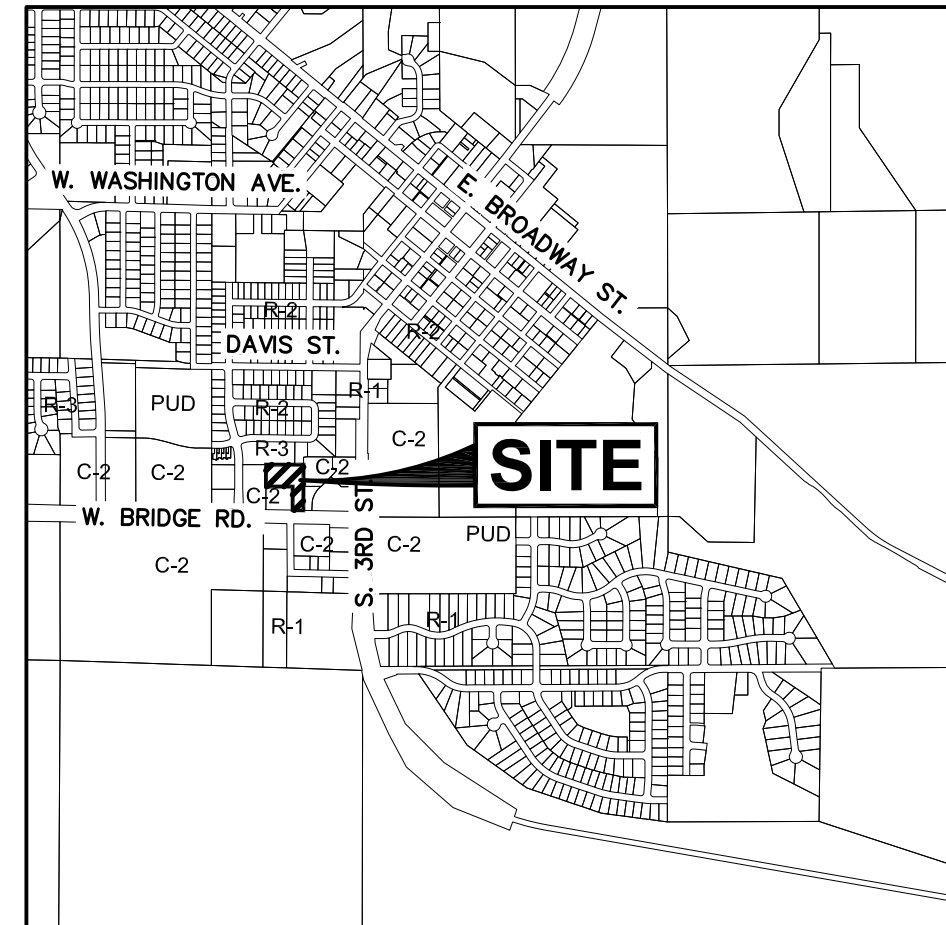 W. WASHINGTON AVE.
E. BROADWAY ST.
R-2
R-2
DAVIS ST.
R-3
PUD
R-2
R-1
C-2
R-3
C-2
C-2
C-2
C-2
SITE
W. BRIDGE RD.
S. 3RD ST.
C-2
C-2
C-2
PUD
R-1
R-1